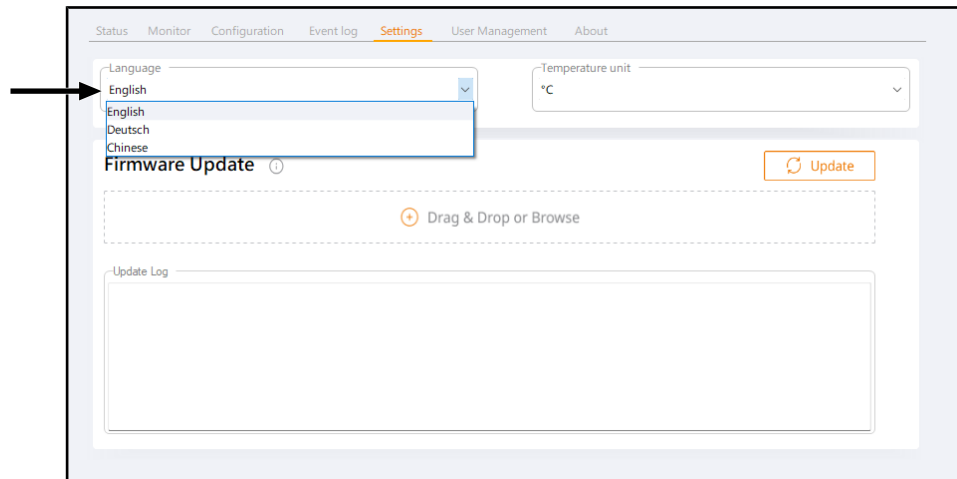 Status Monitor Configuration Event log Settings User Management About
Language
English
English
Deutsch
Chinese
Temperature unit
°C
Firmware Update
Update
Drag & Drop or Browse
Update Log